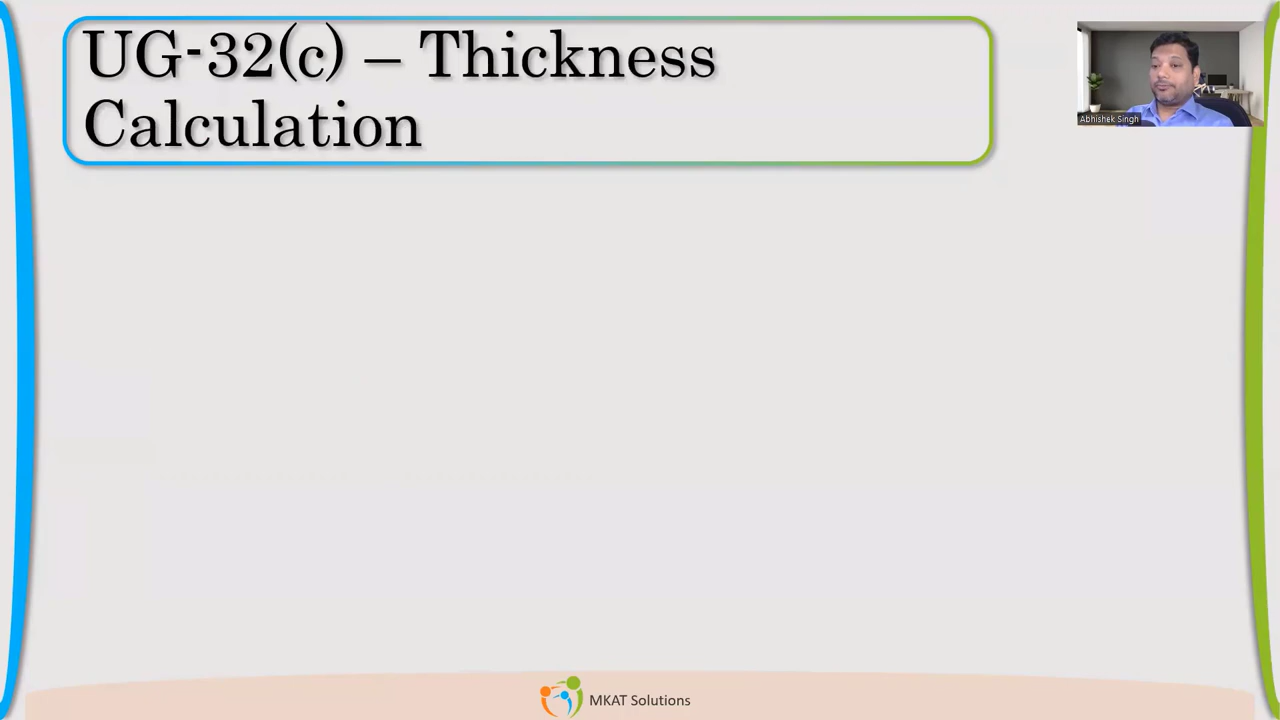 UG-32(c) – Thickness
Calculation
Abhishek Singh
MKAT Solutions